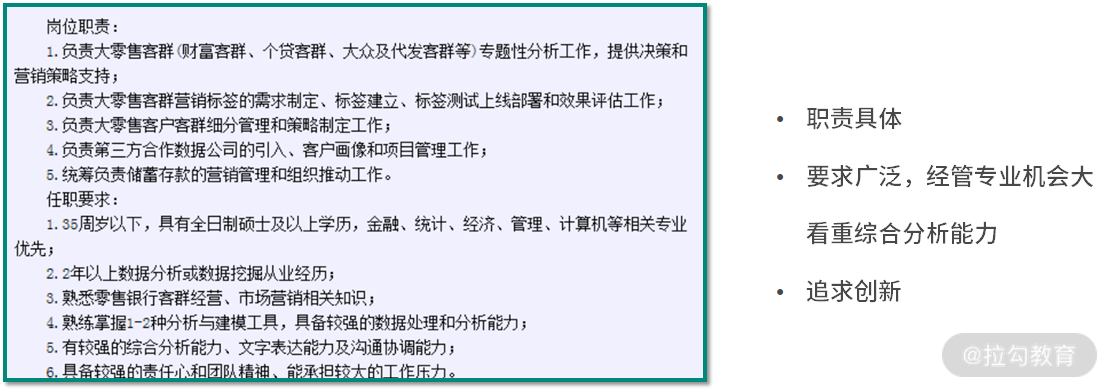 岗位职责：
1.负责大零售客群(财富客群、个贷客群、大众及代发客群等)专题性分析工作，提供决策和
营销策略支持；
2.负责大零售客群营销标签的需求制定、标签建立、标签测试上线部署和效果评估工作；
3.负责大零售客户客群细分管理和策略制定工作；
4.负责第三方合作数据公司的引入、客户画像和项目管理工作；
5.统筹负责储蓄存款的营销管理和组织推动工作。
任职要求：
1.35周岁以下，具有全日制硕士及以上学历，金融、统计、经济、管理、计算机等相关专业
优先；
2.2年以上数据分析或数据挖掘从业经历；
3.熟悉零售银行客群经营、市场营销相关知识；
4.熟练掌握1-2种分析与建模工具，具备较强的数据处理和分析能力；
5.有较强的综合分析能力、文字表达能力及沟通协调能力；
6.具备较强的责任心和团队精神、能承担较大的工作压力。
• 职责具体
• 要求广泛，经管专业机会大
看重综合分析能力
• 追求创新
@拉勾教育